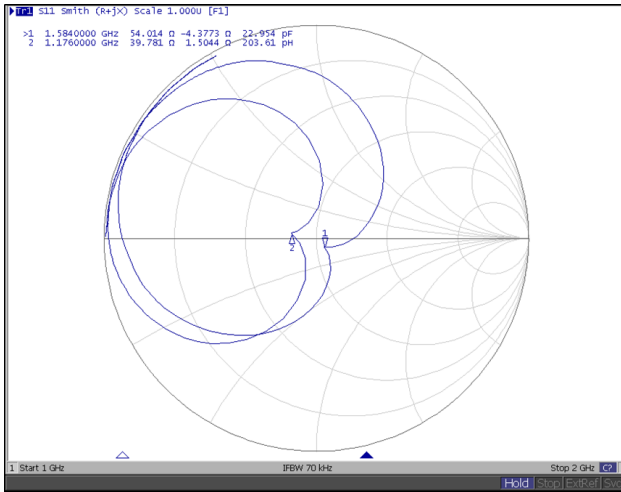 Tr1 S11 Smith (R+jX) Scale 1.000U [F1]
>1 1.5840000 GHz 54.014 Ω -4.3773 Ω 22.954 pF
2 1.1760000 GHz 39.781 Ω 1.5044 Ω 203.61 pH
1
2
1 Start 1 GHz IFBW 70 kHz Stop 2 GHz C?
Hold Stop ExtRef Svc